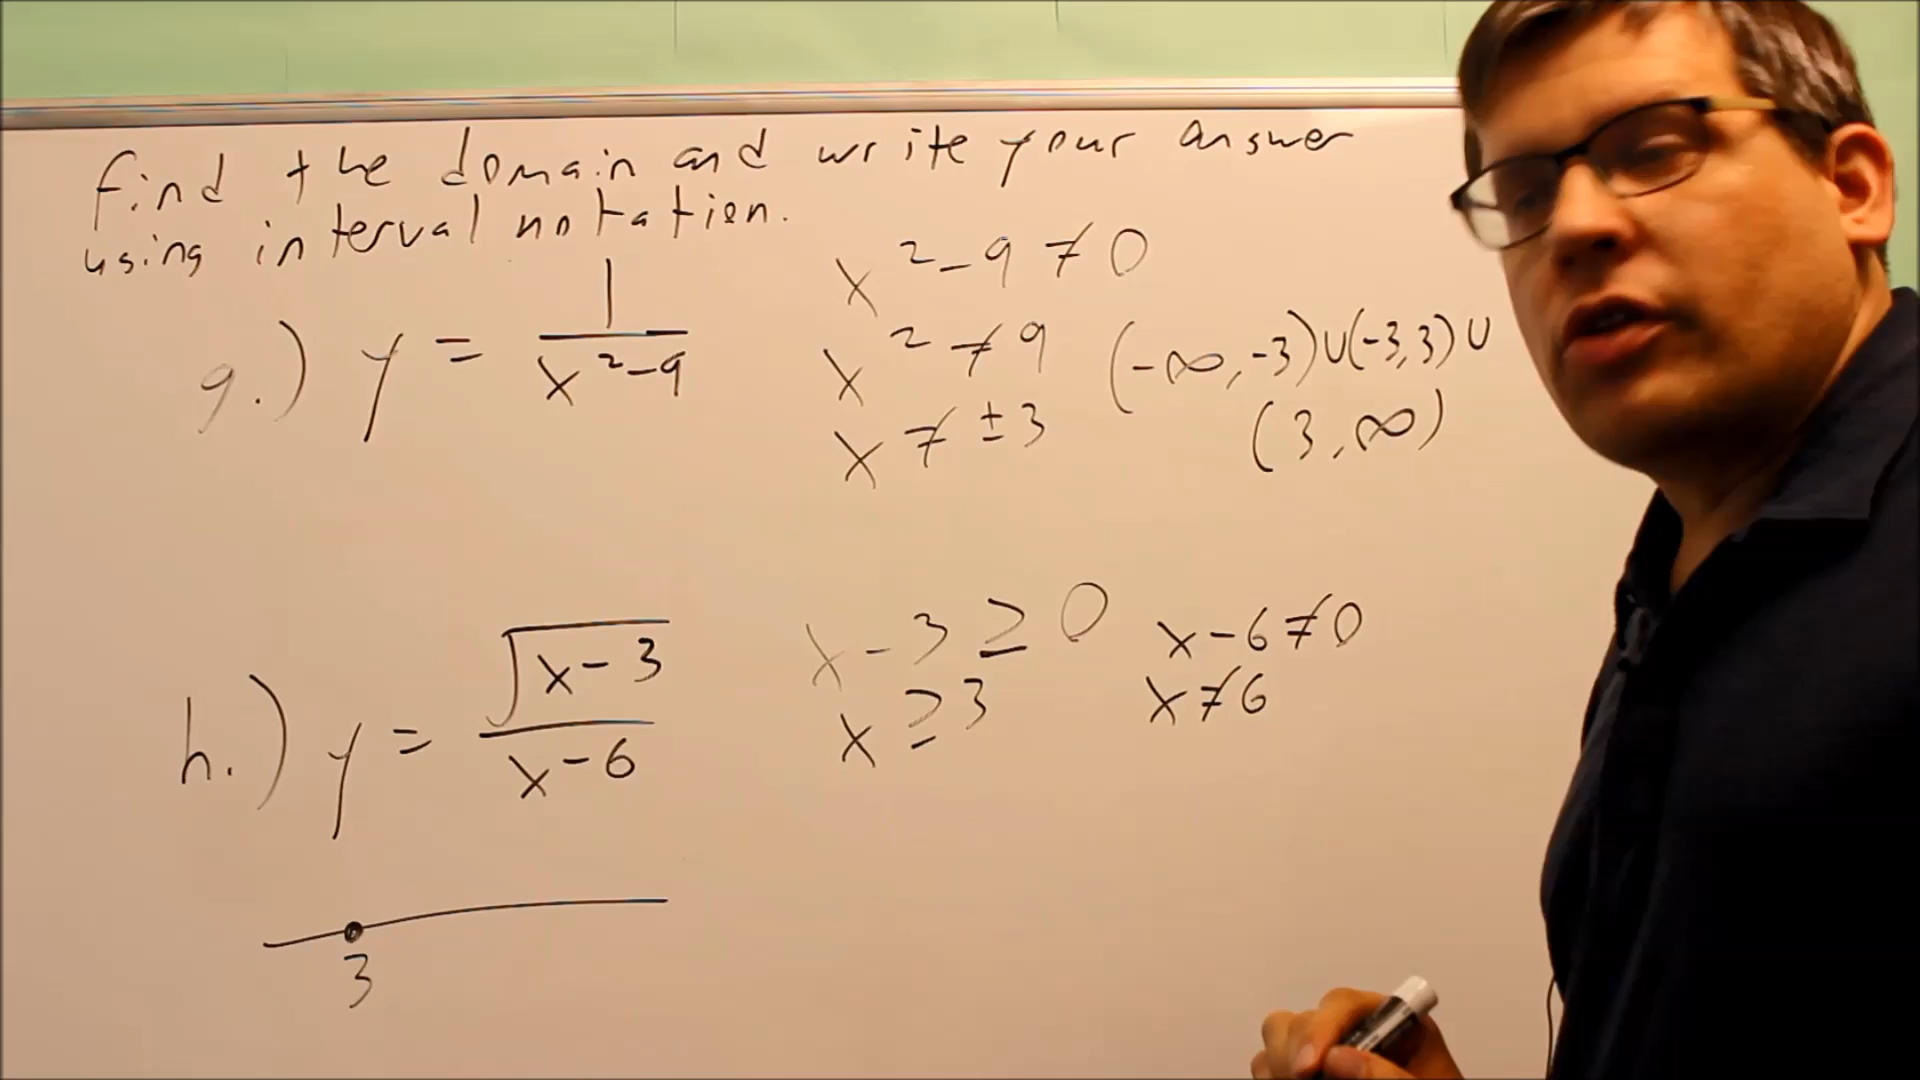 Find the domain and write your answer
using interval notation.
g.) y = 1/(x²-9)
x²-9≠0
x²≠9
x≠±3
(-∞,-3)∪(-3,3)∪
(3,∞)
h.) y = √(x-3)/(x-6)
x-3≥0
x≥3
x-6≠0
x≠6
3